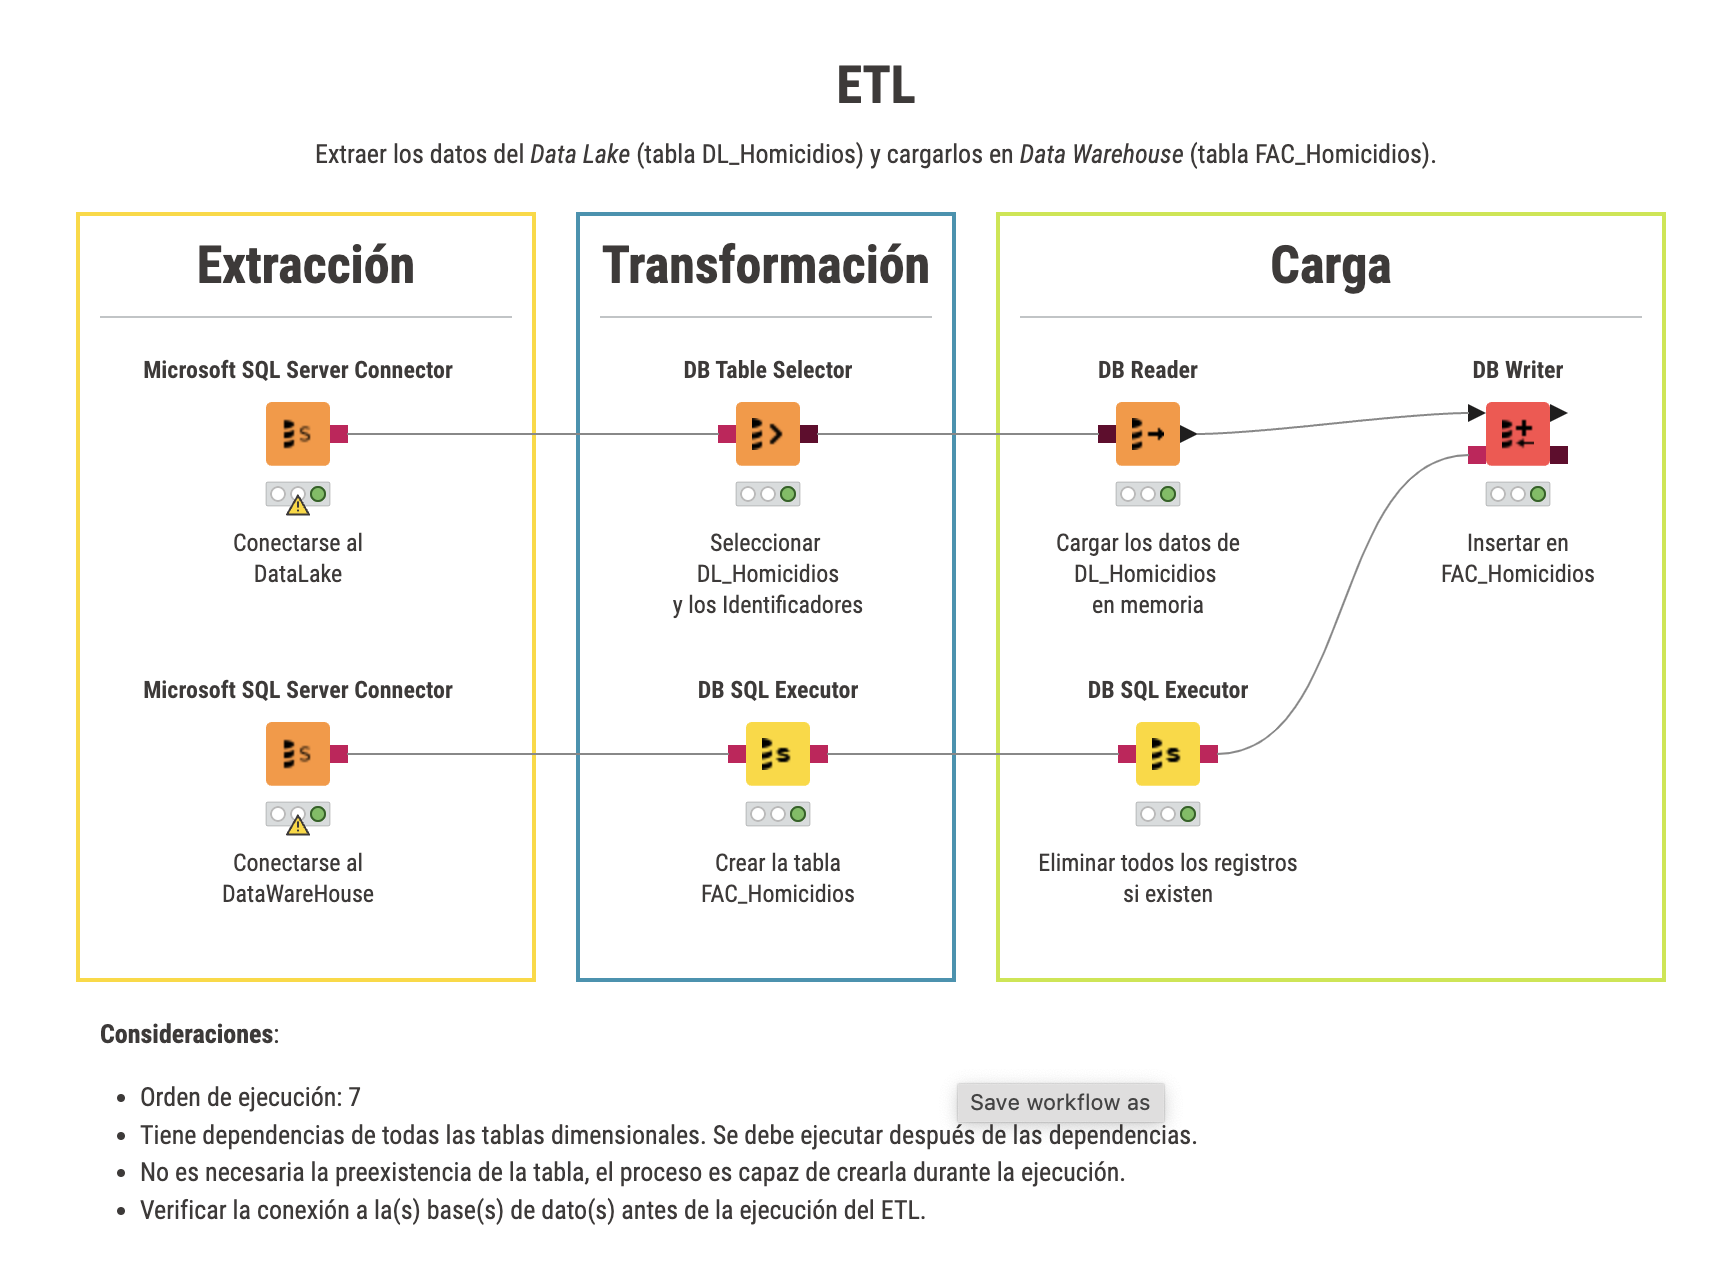 ETL
Extraer los datos del Data Lake (tabla DL_Homicidios) y cargarlos en Data Warehouse (tabla FAC_Homicidios).
Extracción
Transformación
Carga
Microsoft SQL Server Connector
DB Table Selector
DB Reader
DB Writer
S
Conectarse al
DataLake
Seleccionar
DL_Homicidios
y los Identificadores
Cargar los datos de
DL_Homicidios
en memoria
Insertar en
FAC_Homicidios
Microsoft SQL Server Connector
DB SQL Executor
DB SQL Executor
S
s
s
Conectarse al
DataWareHouse
Crear la tabla
FAC_Homicidios
Eliminar todos los registros
si existen
Consideraciones:
• Orden de ejecución: 7
Save workflow as
• Tiene dependencias de todas las tablas dimensionales. Se debe ejecutar después de las dependencias.
• No es necesaria la preexistencia de la tabla, el proceso es capaz de crearla durante la ejecución.
• Verificar la conexión a la(s) base(s) de dato(s) antes de la ejecución del ETL.